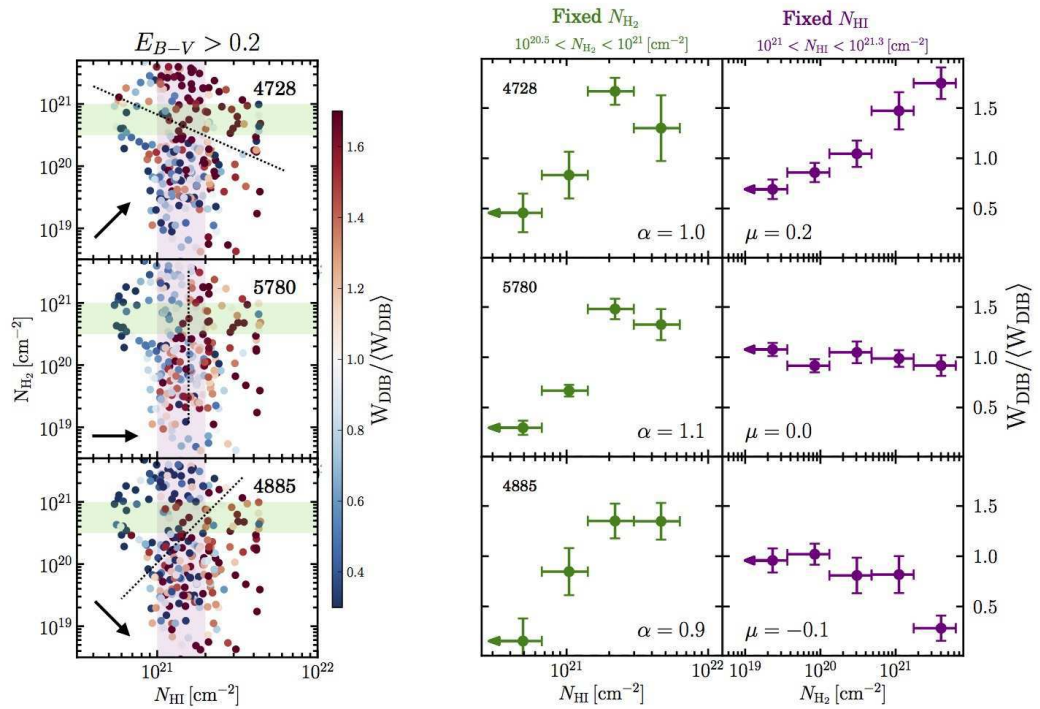 E_{B−V} > 0.2
4728
10^{21}
10^{20}
10^{19}
5780
10^{21}
10^{20}
10^{19}
4885
10^{21}
10^{20}
10^{19}
N_{H_2} [cm^{−2}]
10^{21} 10^{22}
N_{HI} [cm^{−2}]
1.6
1.4
1.2
1.0
0.8
0.6
0.4
W_{DIB}/⟨W_{DIB}⟩
Fixed N_{H_2}
10^{20.5} < N_{H_2} < 10^{21} [cm^{−2}]
4728
α = 1.0
5780
α = 1.1
4885
α = 0.9
10^{21} 10^{22}
N_{HI} [cm^{−2}]
Fixed N_{HI}
10^{21} < N_{HI} < 10^{21.3} [cm^{−2}]
μ = 0.2
μ = 0.0
μ = −0.1
10^{19} 10^{20} 10^{21}
N_{H_2} [cm^{−2}]
1.5
1.0
0.5
1.5
1.0
0.5
1.5
1.0
0.5
W_{DIB}/⟨W_{DIB}⟩